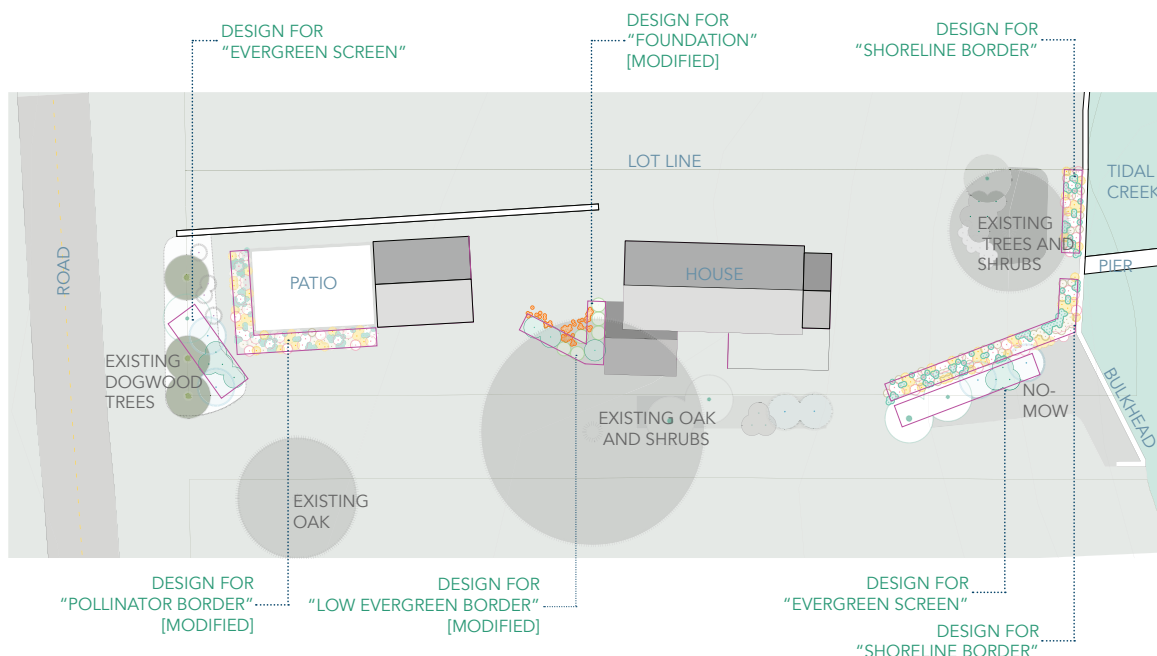 DESIGN FOR
“EVERGREEN SCREEN”
DESIGN FOR
“FOUNDATION”
[MODIFIED]
DESIGN FOR
“SHORELINE BORDER”
LOT LINE
TIDAL
CREEK
ROAD
PATIO
HOUSE
EXISTING
TREES AND
SHRUBS
PIER
EXISTING
DOGWOOD
TREES
EXISTING OAK
AND SHRUBS
NO-
MOW
BULKHEAD
EXISTING
OAK
DESIGN FOR
“POLLINATOR BORDER”
[MODIFIED]
DESIGN FOR
“LOW EVERGREEN BORDER”
[MODIFIED]
DESIGN FOR
“EVERGREEN SCREEN”
DESIGN FOR
“SHORELINE BORDER”